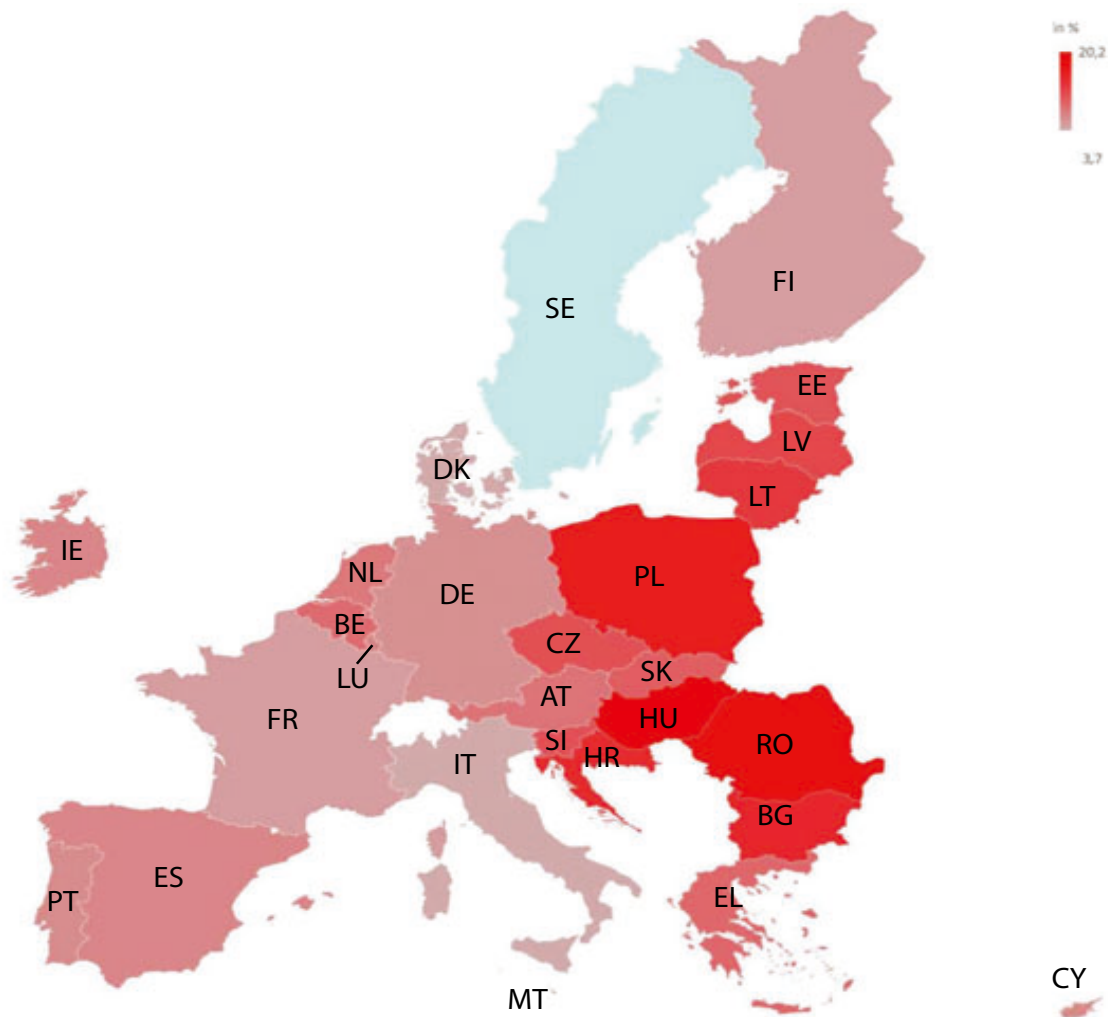 in %
20,2
3,7
FI
SE
EE
LV
DK
LT
IE
NL
DE
PL
BE
CZ
LU
SK
AT
FR
HU
SI
RO
HR
IT
BG
ES
PT
EL
CY
MT